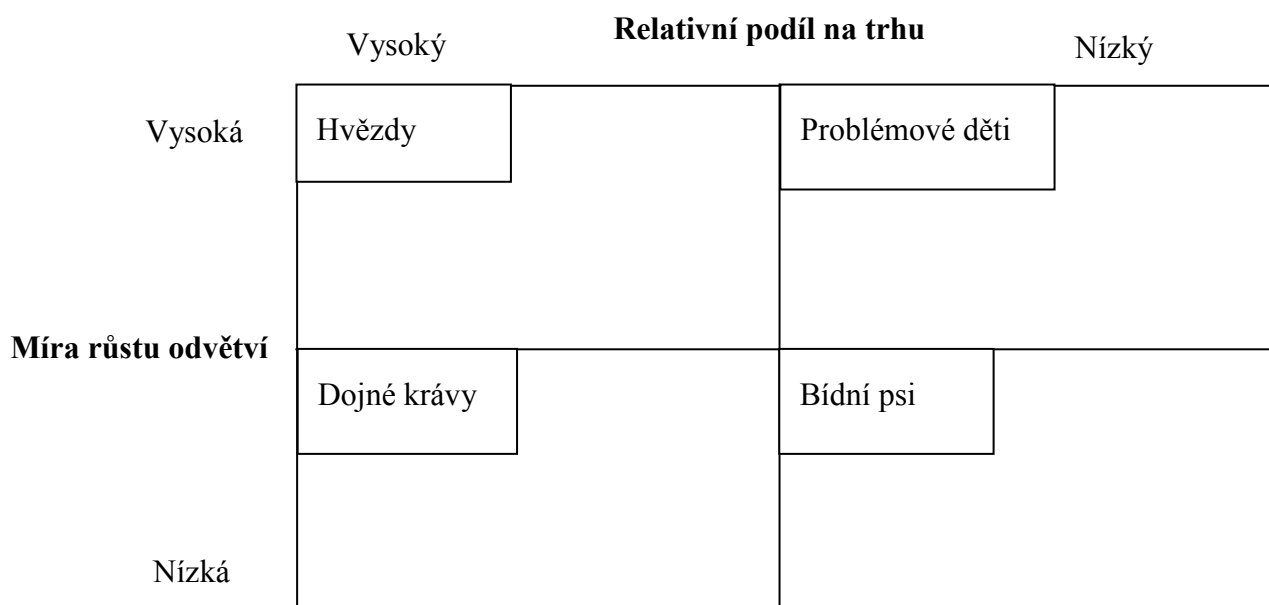 Relativní podíl na trhu
Vysoký
Nízký
Vysoká
Hvězdy
Problémové děti
Míra růstu odvětví
Dojné krávy
Bídní psi
Nízká